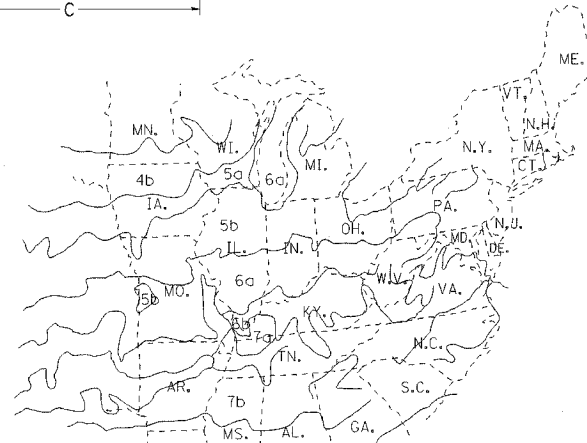 C
ME.
VT.
MN.
N.H.
WI.
N.Y.
MA.
MI.
CT.
4b
5a
6a
IA.
PA.
5b
OH.
N.J.
IL.
IN.
MD.
DE.
6a
W.V.
MO.
VA.
5b
KY.
6b
7a
N.C.
TN.
AR.
S.C.
7b
MS.
AL.
GA.